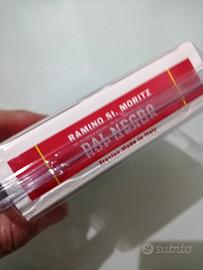 RAMINO St. MORITZ
DAL NEGRO
Treviso Made in Italy
subito